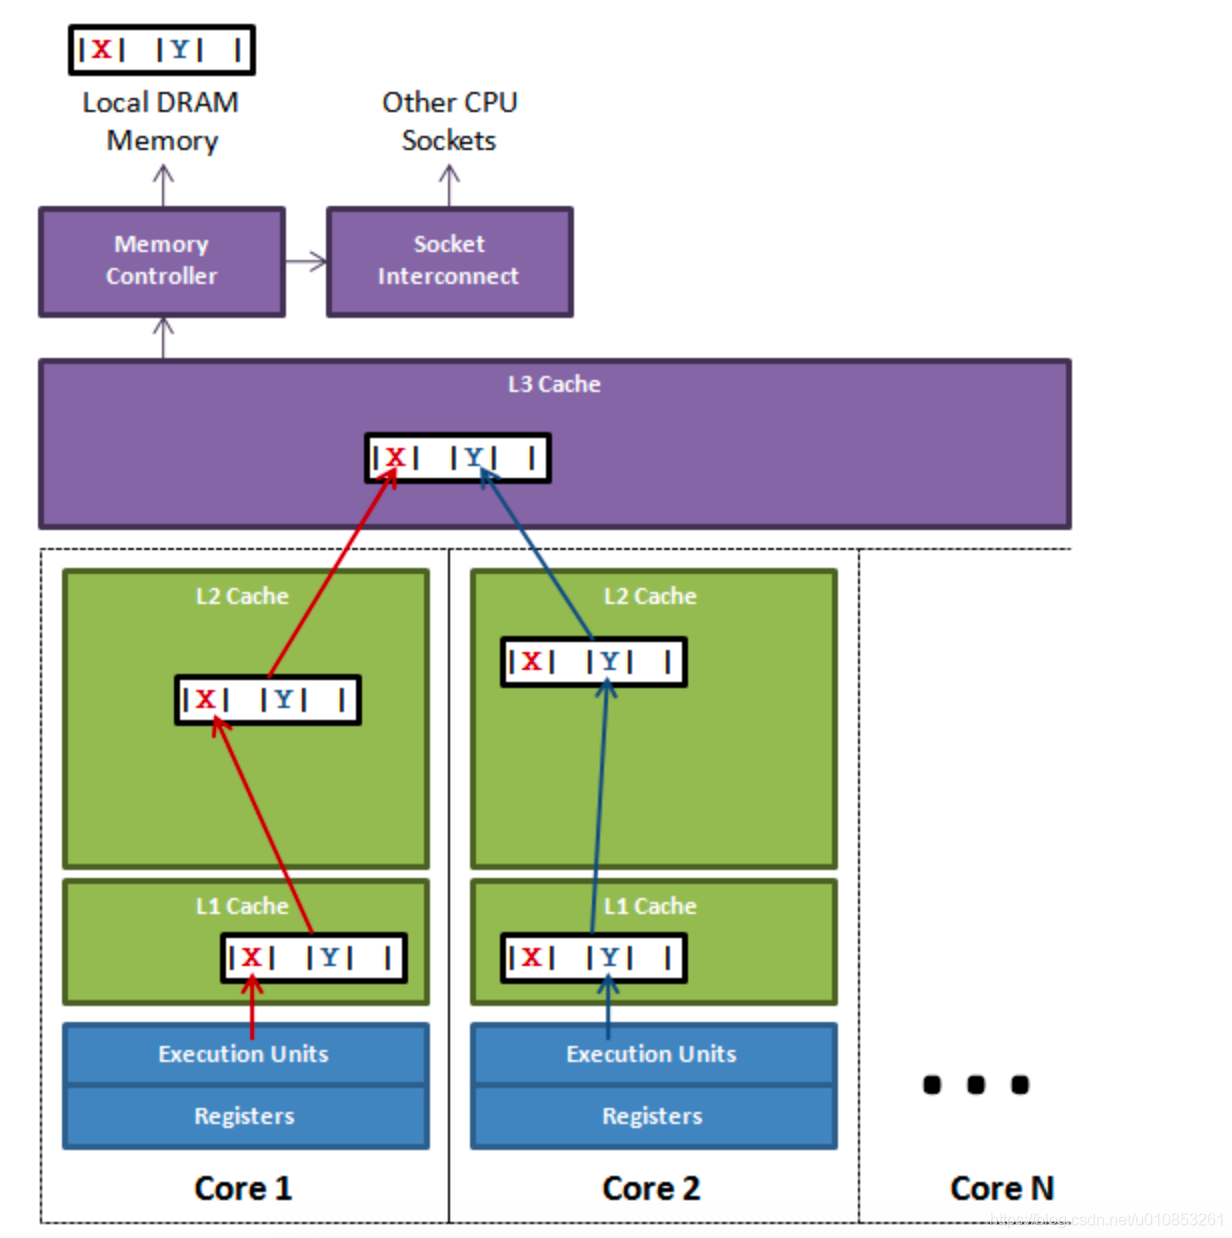 |X| |Y| |
Local DRAM
Memory
Other CPU
Sockets
Memory
Controller
Socket
Interconnect
L3 Cache
|X| |Y| |
L2 Cache
|X| |Y| |
L1 Cache
|X| |Y| |
Execution Units
Registers
Core 1
L2 Cache
|X| |Y| |
L1 Cache
|X| |Y| |
Execution Units
Registers
Core 2
...
Core N
https://blog.csdn.net/u010853261